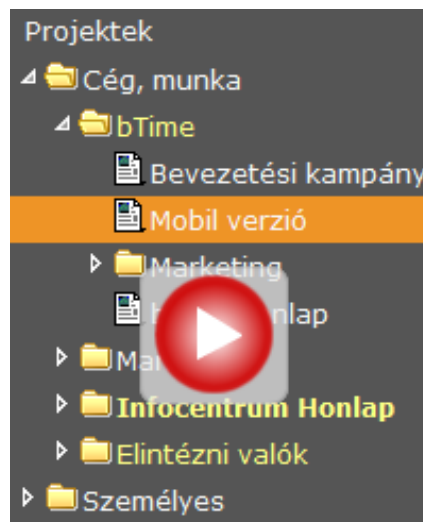 Projektek
Cég, munka
bTime
Bevezetési kampány
Mobil verzió
Marketing
Infocentrum Honlap
Elintézni valók
Személyes